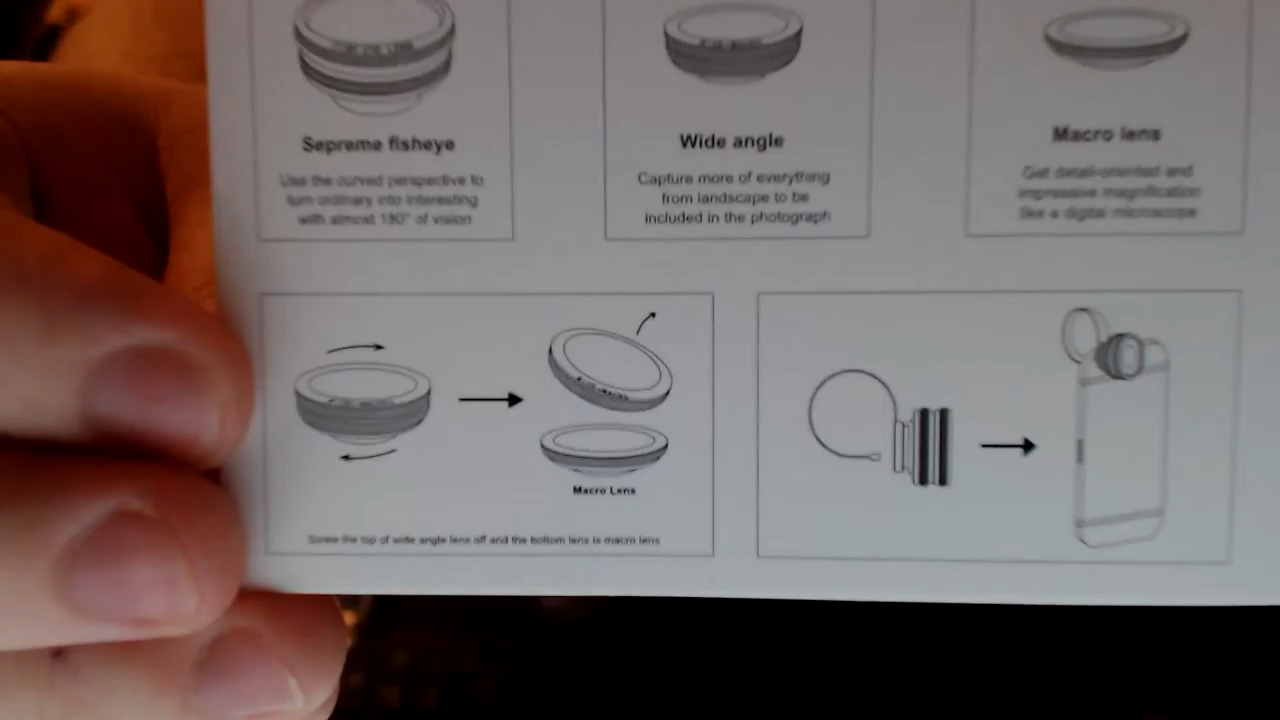 Sepreme fisheye
Use the curved perspective to
turn ordinary into intereating
with almost 180° of vision
Wide angle
Capture more of everything
from landscape to be
included in the photograph
Macro lens
Get detail-oriented and
impressive magnification
like a digital microscope
Macro Lens
Screw the top of wide angle lens off and the bottom lens is macro lens